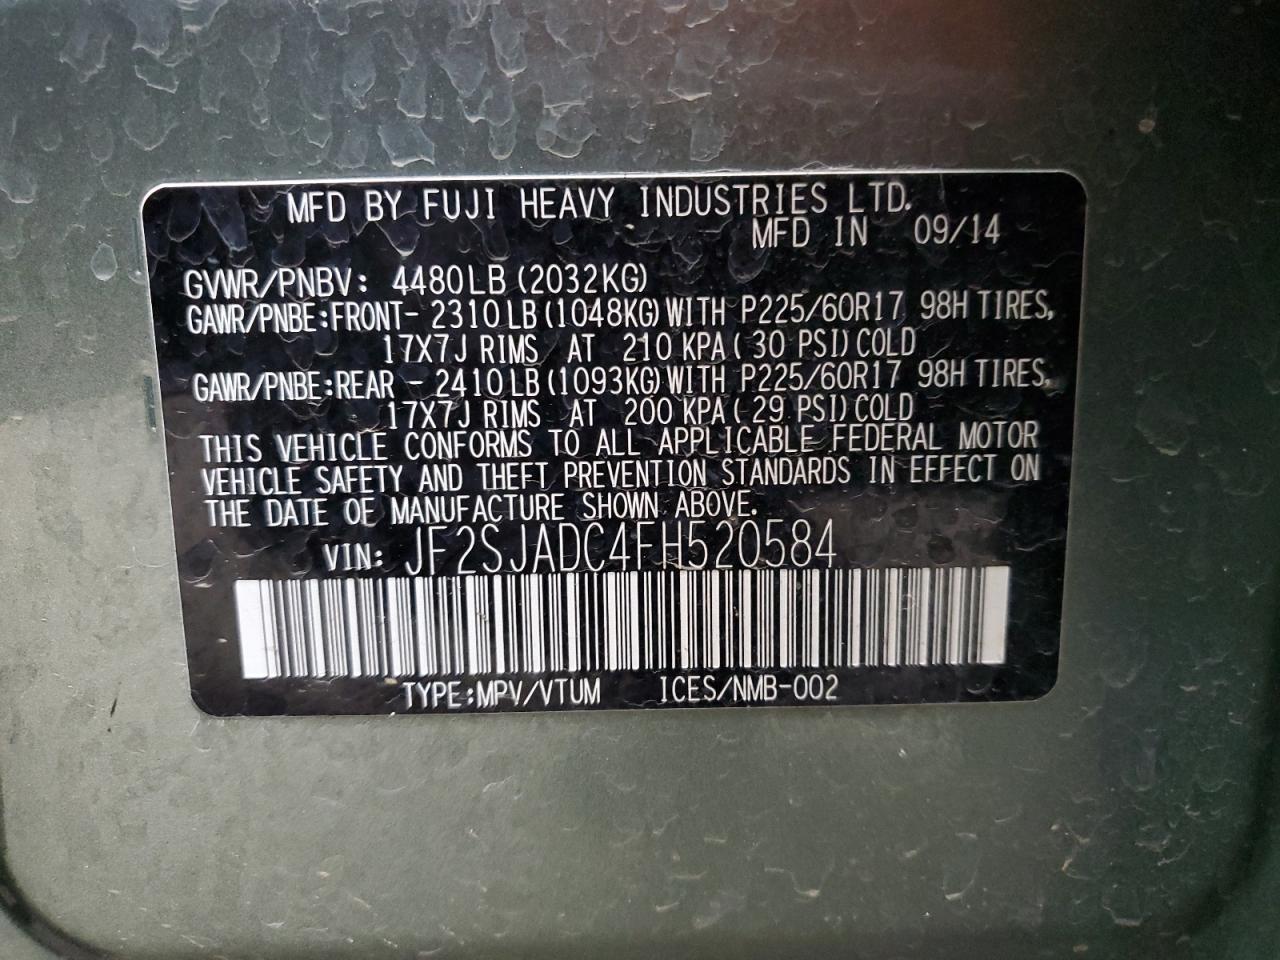 MFD BY FUJI HEAVY INDUSTRIES LTD.
MFD IN 09/14
GVWR/PNBV: 4480LB (2032KG)
GAWR/PNBE:FRONT- 2310LB (1048KG) WITH P225/60R17 98H TIRES,
17X7J RIMS AT 210 KPA ( 30 PSI) COLD
GAWR/PNBE:REAR - 2410LB (1093KG) WITH P225/60R17 98H TIRES,
17X7J RIMS AT 200 KPA ( 29 PSI) COLD
THIS VEHICLE CONFORMS TO ALL APPLICABLE FEDERAL MOTOR
VEHICLE SAFETY AND THEFT PREVENTION STANDARDS IN EFFECT ON
THE DATE OF MANUFACTURE SHOWN ABOVE.
VIN: JF2SJADC4FH520584
TYPE:MPV/VTUM ICES/NMB-002